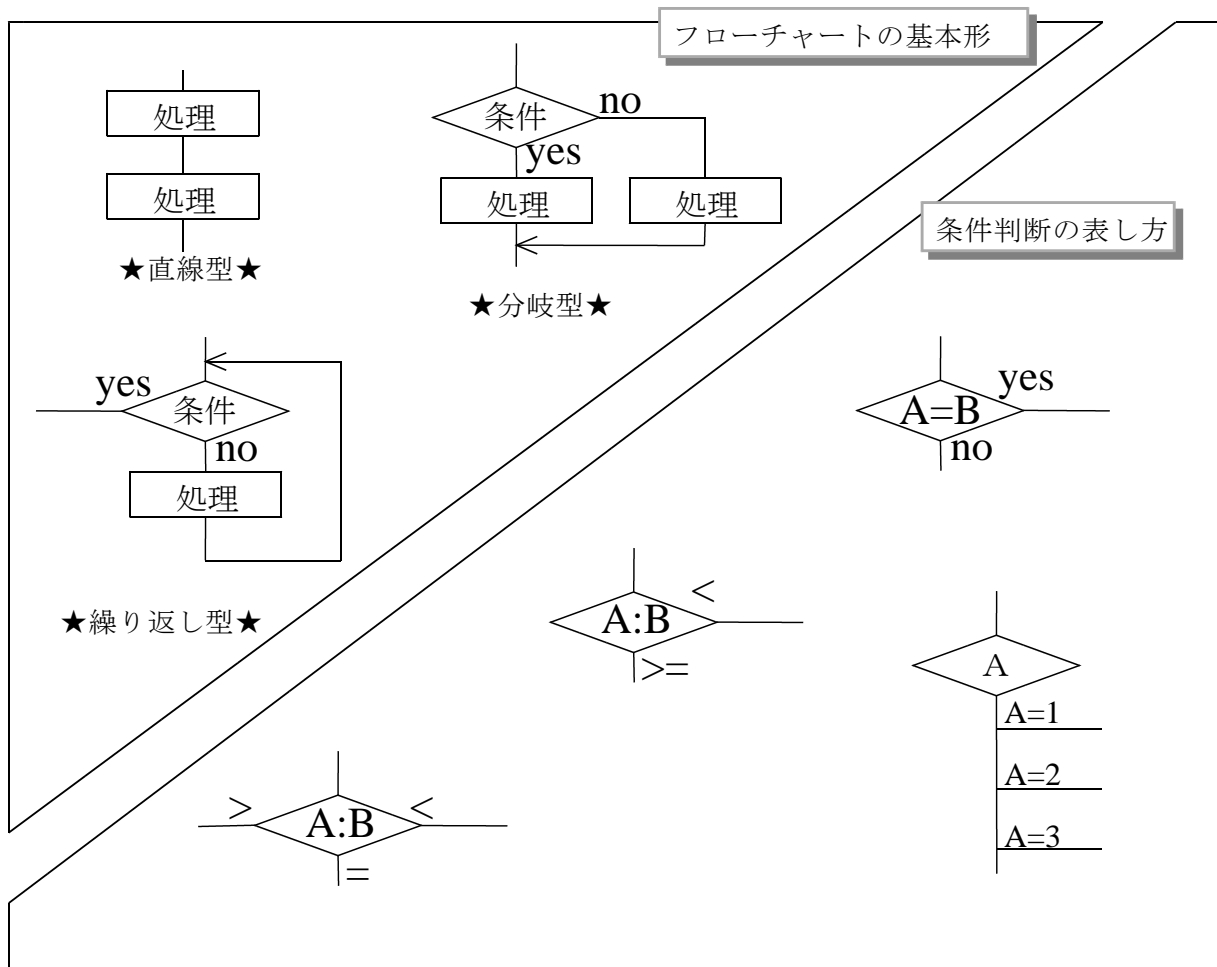 フローチャートの基本形
処理
処理
★直線型★
条件
no
yes
処理
処理
★分岐型★
yes
条件
no
処理
★繰り返し型★
条件判断の表し方
A=B
yes
no
A:B
<
>=
A
A=1
A=2
A=3
>
A:B
<
=